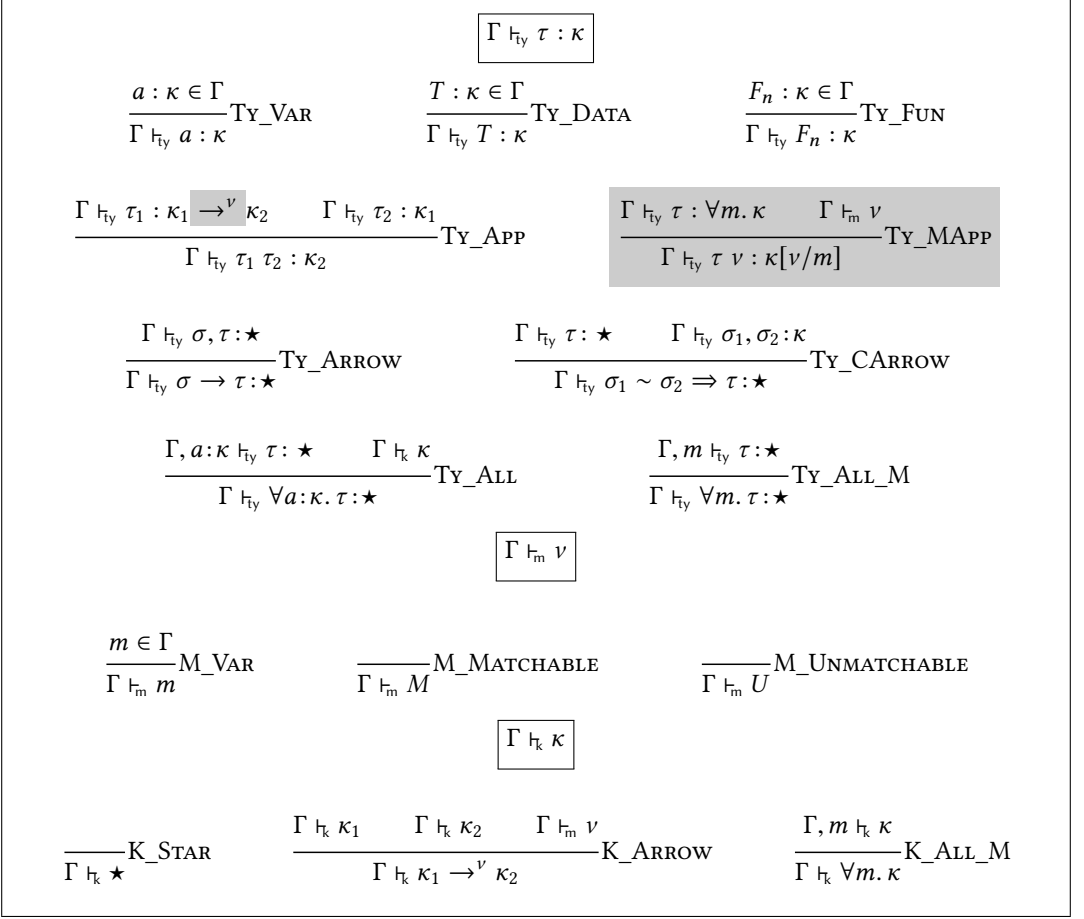 Γ ⊢ty τ : κ
a : κ ∈ Γ
Γ ⊢ty a : κ
Ty_Var
T : κ ∈ Γ
Γ ⊢ty T : κ
Ty_Data
Fn : κ ∈ Γ
Γ ⊢ty Fn : κ
Ty_Fun
Γ ⊢ty τ1 : κ1 →ν κ2 Γ ⊢ty τ2 : κ1
Γ ⊢ty τ1 τ2 : κ2
Ty_App
Γ ⊢ty τ : ∀m. κ Γ ⊢m ν
Γ ⊢ty τ ν : κ[ν/m]
Ty_MApp
Γ ⊢ty σ, τ : ★
Γ ⊢ty σ → τ : ★
Ty_Arrow
Γ ⊢ty τ : ★ Γ ⊢ty σ1, σ2 : κ
Γ ⊢ty σ1 ∼ σ2 ⇒ τ : ★
Ty_CArrow
Γ, a : κ ⊢ty τ : ★ Γ ⊢k κ
Γ ⊢ty ∀a : κ. τ : ★
Ty_All
Γ, m ⊢ty τ : ★
Γ ⊢ty ∀m. τ : ★
Ty_All_M
Γ ⊢m ν
m ∈ Γ
Γ ⊢m m
M_Var
Γ ⊢m M
M_Matchable
Γ ⊢m U
M_Unmatchable
Γ ⊢k κ
Γ ⊢k ★
K_Star
Γ ⊢k κ1 Γ ⊢k κ2 Γ ⊢m ν
Γ ⊢k κ1 →ν κ2
K_Arrow
Γ, m ⊢k κ
Γ ⊢k ∀m. κ
K_All_M